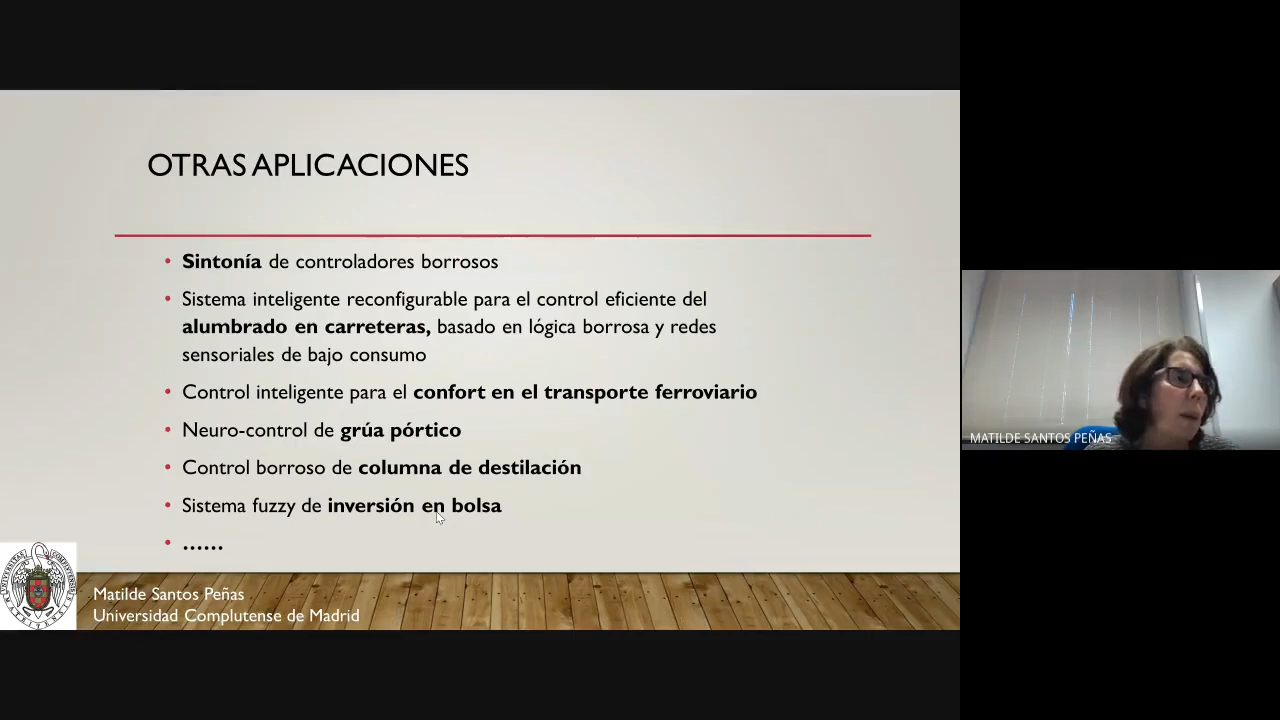 OTRAS APLICACIONES
• Sintonía de controladores borrosos
• Sistema inteligente reconfigurable para el control eficiente del
alumbrado en carreteras, basado en lógica borrosa y redes
sensoriales de bajo consumo
• Control inteligente para el confort en el transporte ferroviario
• Neuro-control de grúa pórtico
• Control borroso de columna de destilación
• Sistema fuzzy de inversión en bolsa
• ......
Matilde Santos Peñas
Universidad Complutense de Madrid
MATILDE SANTOS PEÑAS